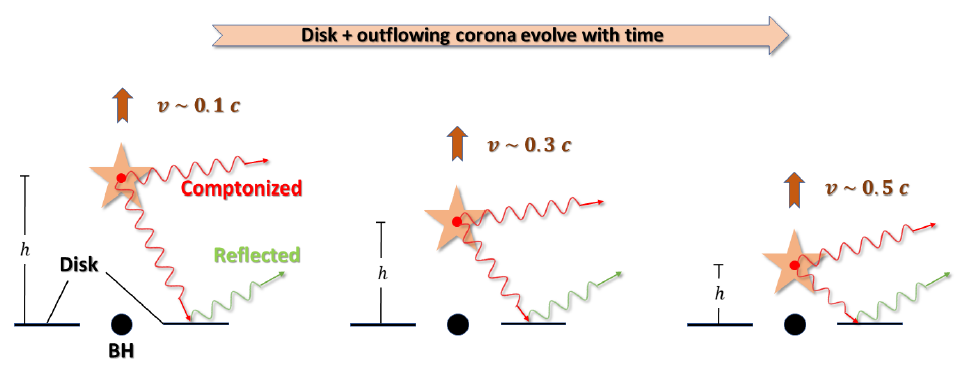 Disk + outflowing corona evolve with time
v ~ 0.1 c
v ~ 0.3 c
v ~ 0.5 c
Comptonized
h
Reflected
Disk
h
h
BH